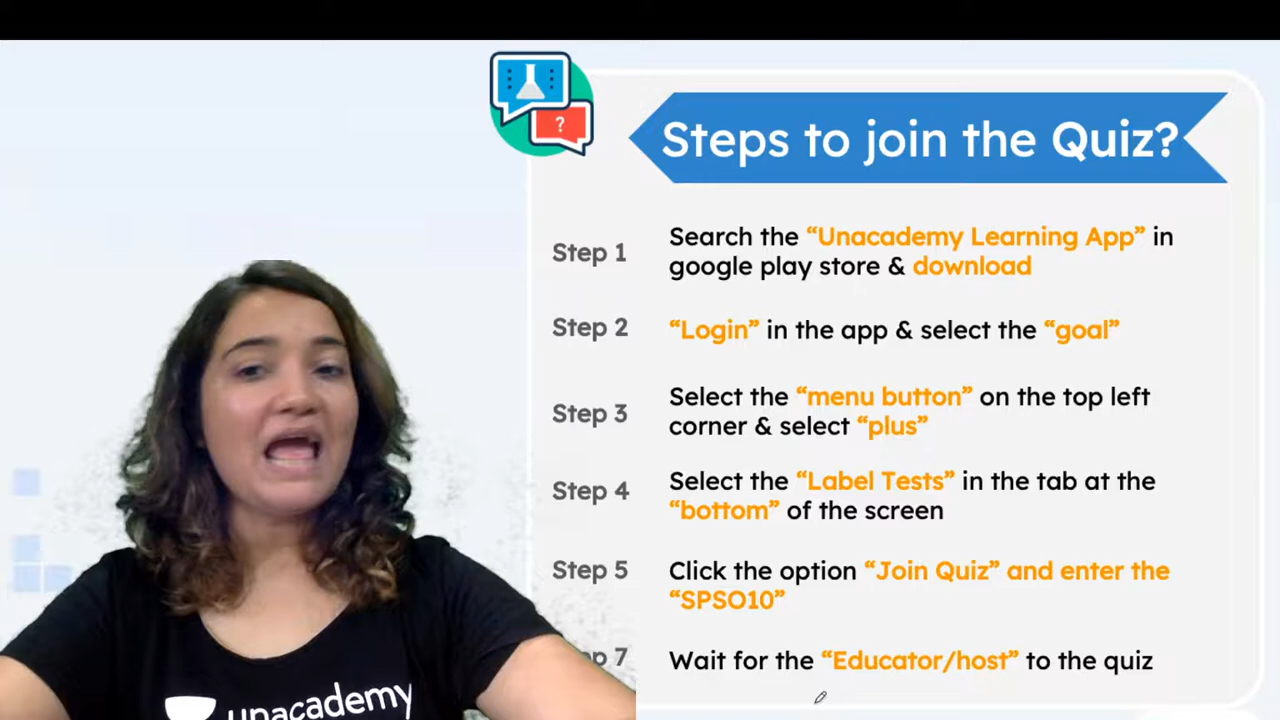 ?
Steps to join the Quiz?
Step 1
Search the “Unacademy Learning App” in
google play store & download
Step 2
“Login” in the app & select the “goal”
Step 3
Select the “menu button” on the top left
corner & select “plus”
Step 4
Select the “Label Tests” in the tab at the
“bottom” of the screen
Step 5
Click the option “Join Quiz” and enter the
“SPSO10”
ep 7
Wait for the “Educator/host” to the quiz
unacademy